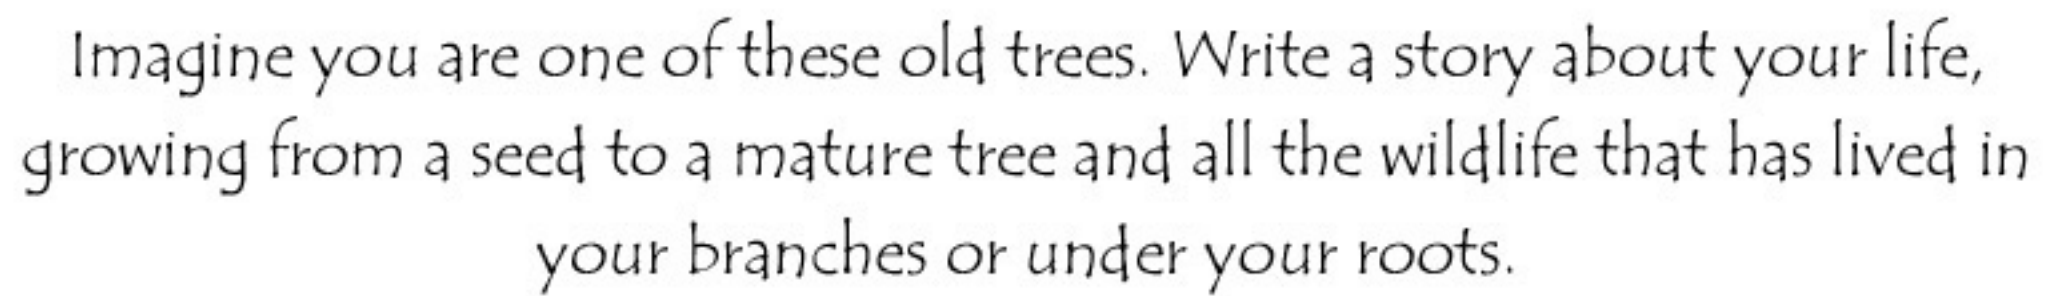 Imagine you are one of these old trees. Write a story about your life,
growing from a seed to a mature tree and all the wildlife that has lived in
your branches or under your roots.